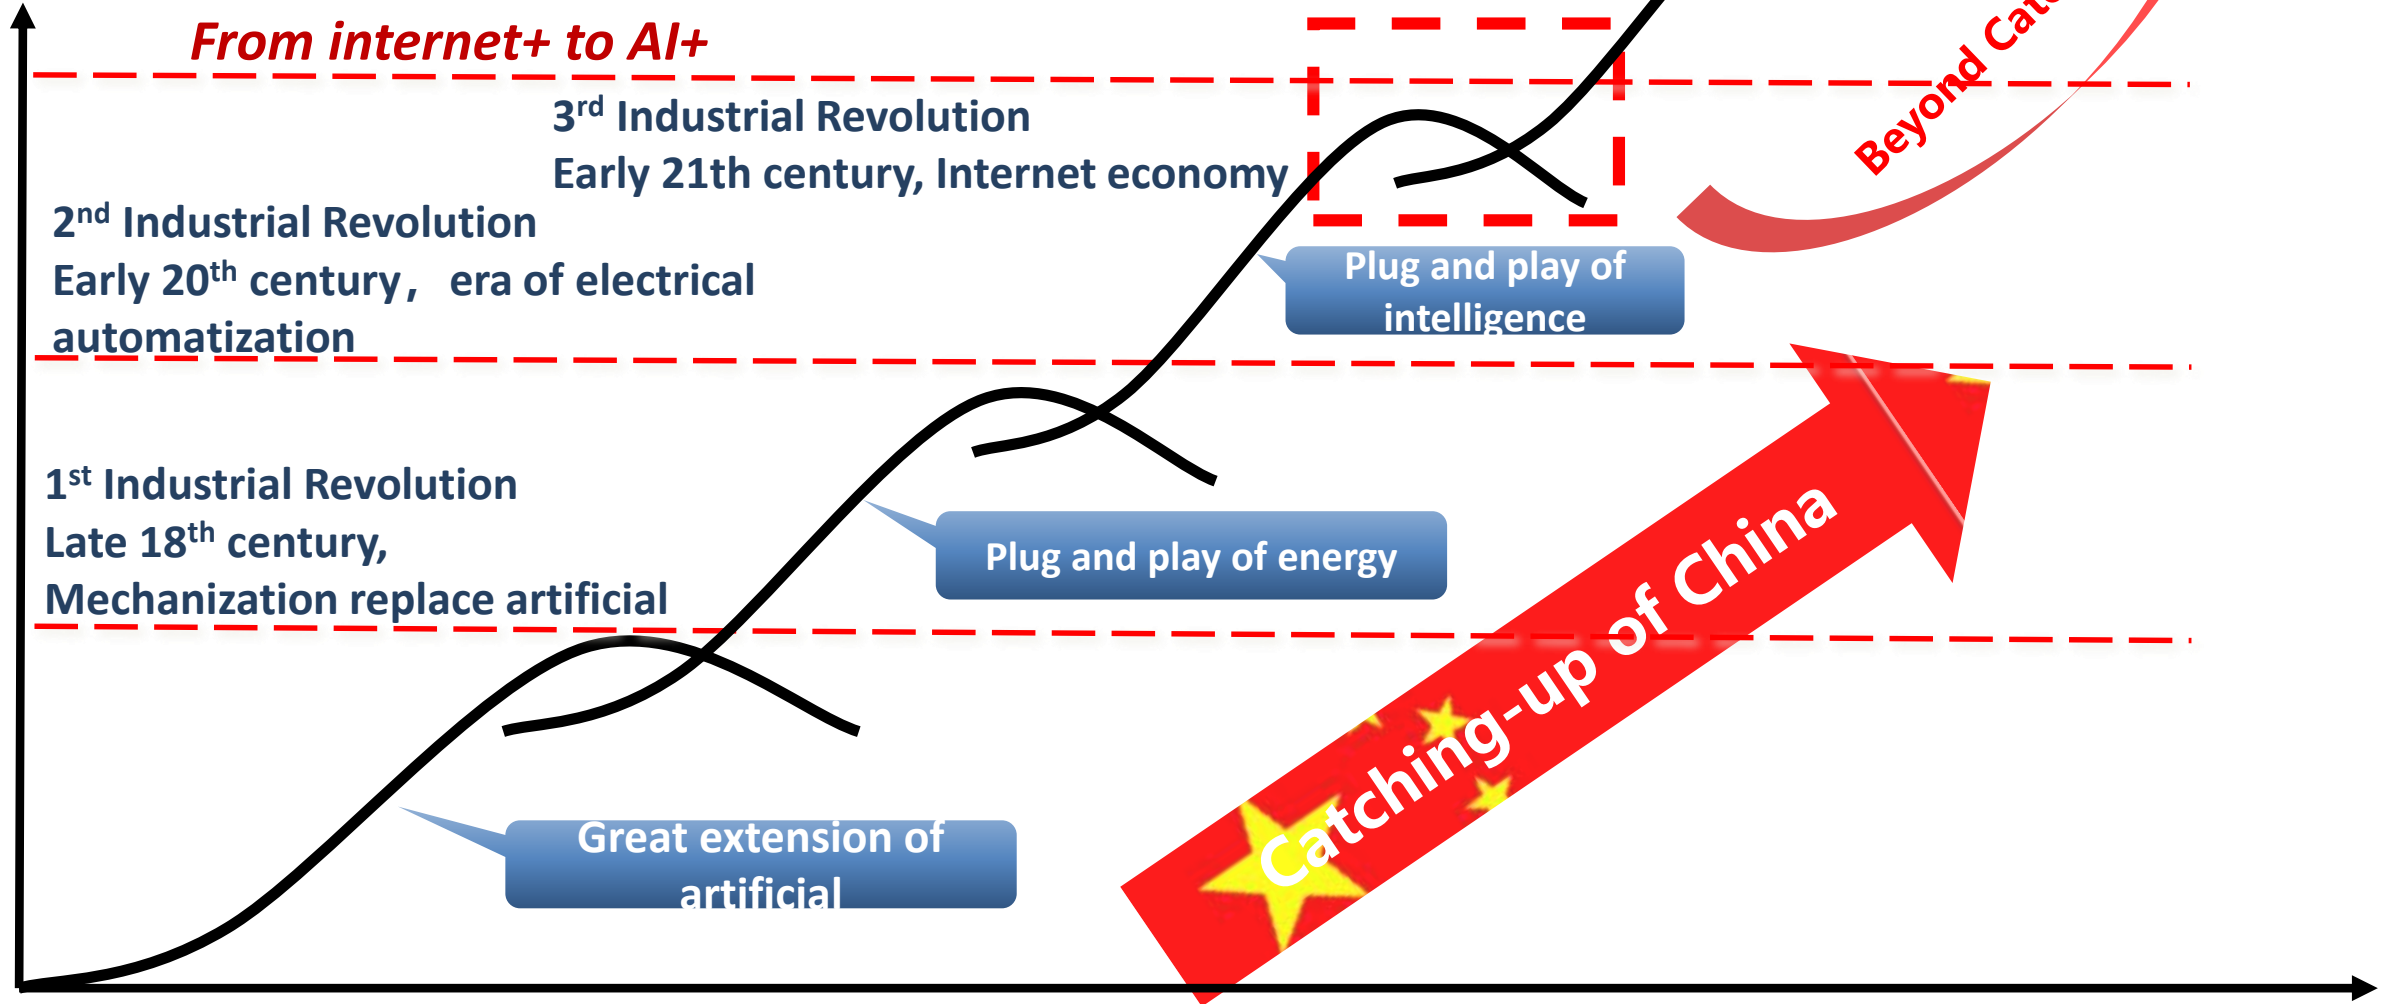 From internet+ to AI+
3rd Industrial Revolution
Early 21th century, Internet economy
2nd Industrial Revolution
Early 20th century， era of electrical
automatization
1st Industrial Revolution
Late 18th century,
Mechanization replace artificial
Plug and play of
intelligence
Plug and play of energy
Great extension of
artificial
Catching-up of China
Beyond